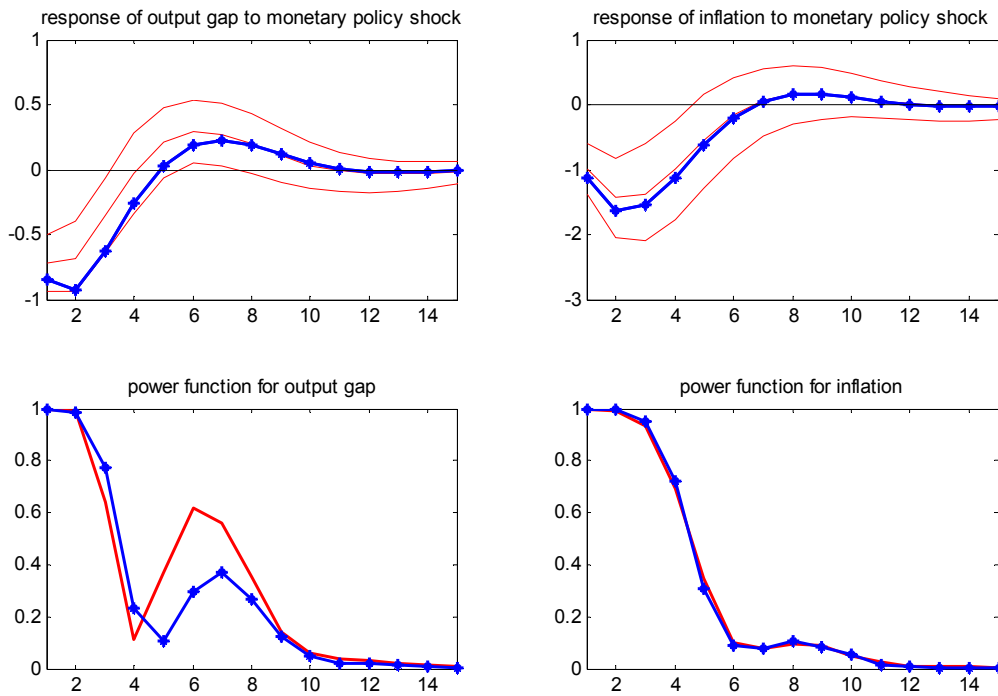 response of output gap to monetary policy shock
1
0.5
0
-0.5
-1
2 4 6 8 10 12 14
response of inflation to monetary policy shock
1
0
-1
-2
-3
2 4 6 8 10 12 14
power function for output gap
1
0.8
0.6
0.4
0.2
0
2 4 6 8 10 12 14
power function for inflation
1
0.8
0.6
0.4
0.2
0
2 4 6 8 10 12 14